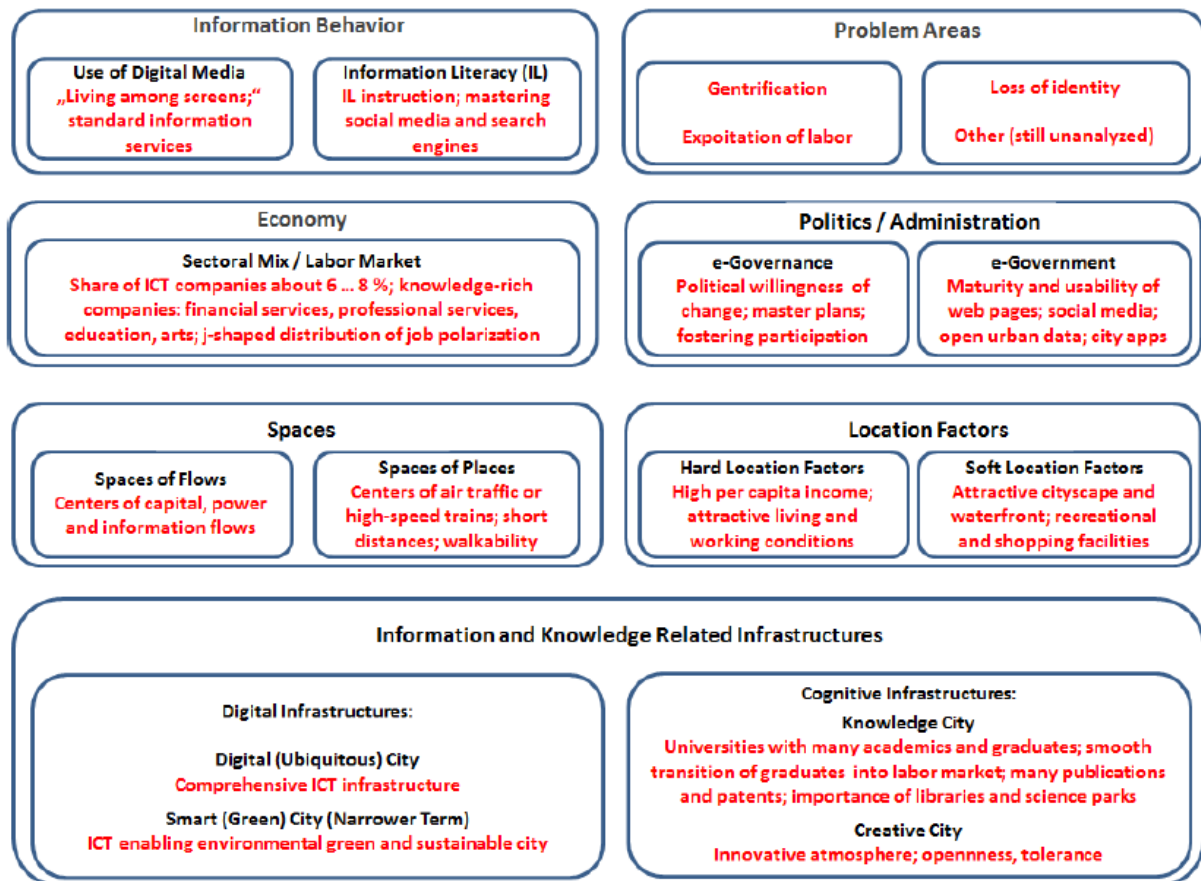 Information Behavior
Use of Digital Media
„Living among screens;“
standard information
services
Information Literacy (IL)
IL instruction; mastering
social media and search
engines
Problem Areas
Gentrification
Expoitation of labor
Loss of identity
Other (still unanalyzed)
Economy
Sectoral Mix / Labor Market
Share of ICT companies about 6 ... 8 %; knowledge-rich
companies: financial services, professional services,
education, arts; j-shaped distribution of job polarization
Politics / Administration
e-Governance
Political willingness of
change; master plans;
fostering participation
e-Government
Maturity and usability of
web pages; social media;
open urban data; city apps
Spaces
Spaces of Flows
Centers of capital, power
and information flows
Spaces of Places
Centers of air traffic or
high-speed trains; short
distances; walkability
Location Factors
Hard Location Factors
High per capita income;
attractive living and
working conditions
Soft Location Factors
Attractive cityscape and
waterfront; recreational
and shopping facilities
Information and Knowledge Related Infrastructures
Digital Infrastructures:
Digital (Ubiquitous) City
Comprehensive ICT infrastructure
Smart (Green) City (Narrower Term)
ICT enabling environmental green and sustainable city
Cognitive Infrastructures:
Knowledge City
Universities with many academics and graduates; smooth
transition of graduates into labor market; many publications
and patents; importance of libraries and science parks
Creative City
Innovative atmosphere; opennness, tolerance